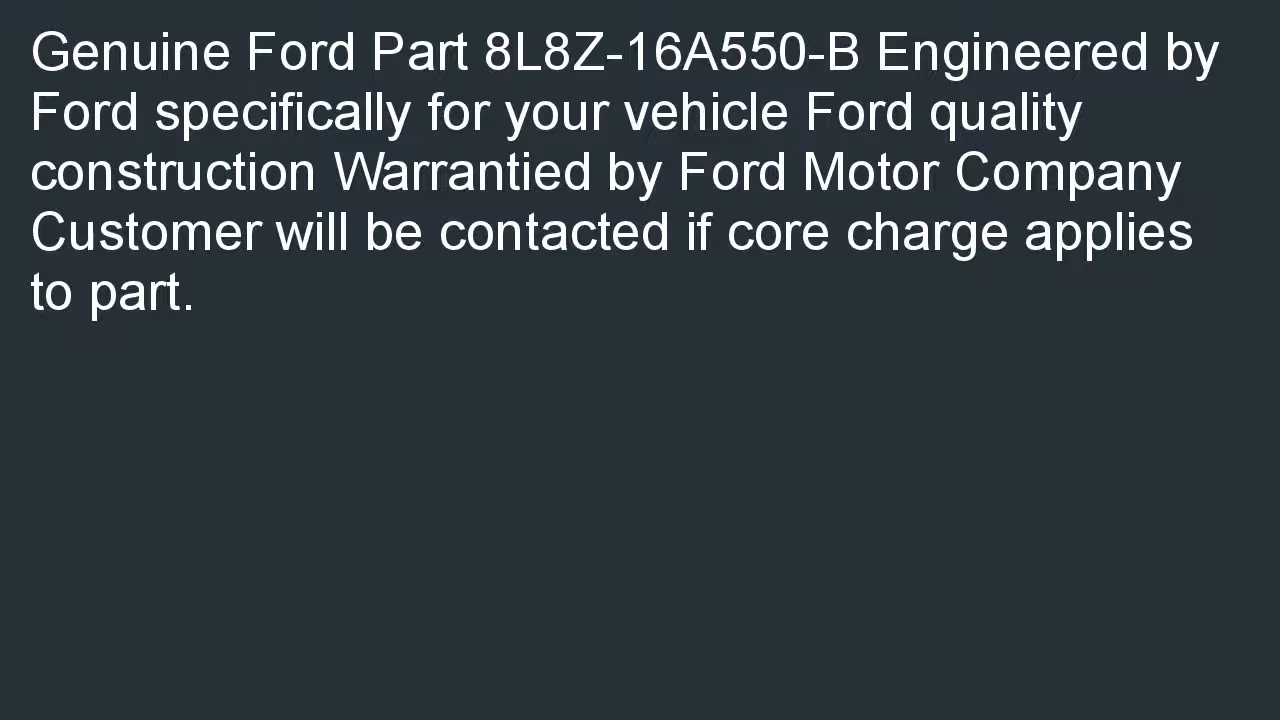 Genuine Ford Part 8L8Z-16A550-B Engineered by
Ford specifically for your vehicle Ford quality
construction Warrantied by Ford Motor Company
Customer will be contacted if core charge applies
to part.